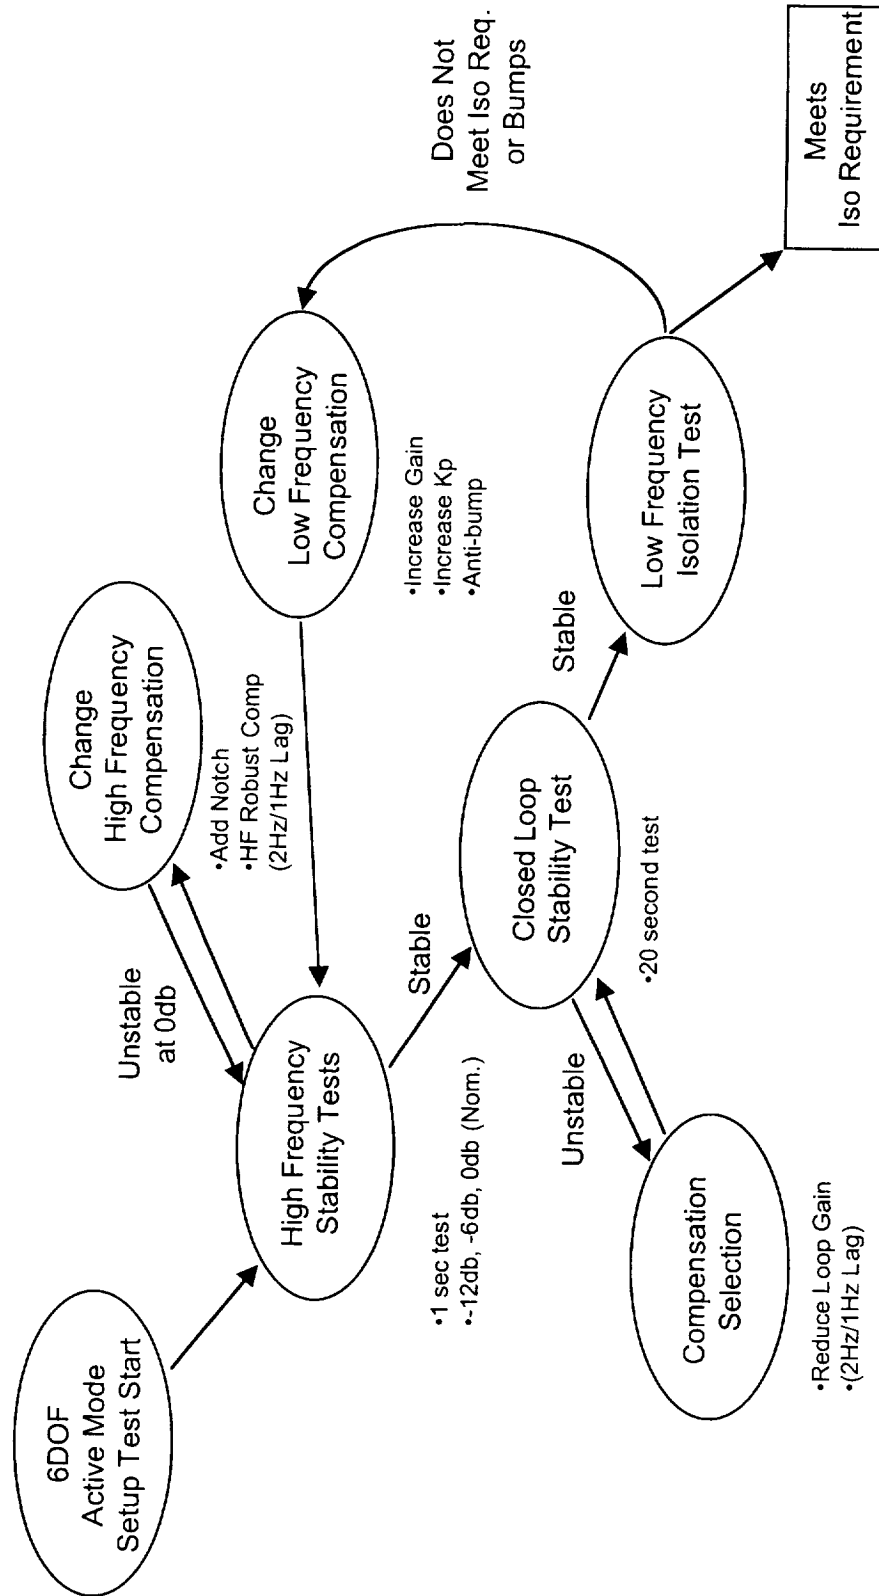 6DOF
Active Mode
Setup Test Start
High Frequency
Stability Tests
•1 sec test
•-12db, -6db, 0db (Nom.)
Unstable
at 0db
Change
High Frequency
Compensation
•Add Notch
•HF Robust Comp
(2Hz/1Hz Lag)
Stable
Closed Loop
Stability Test
•20 second test
Unstable
Compensation
Selection
•Reduce Loop Gain
•(2Hz/1Hz Lag)
Stable
Low Frequency
Isolation Test
Change
Low Frequency
Compensation
•Increase Gain
•Increase Kp
•Anti-bump
Does Not
Meet Iso Req.
or Bumps
Meets
Iso Requirement